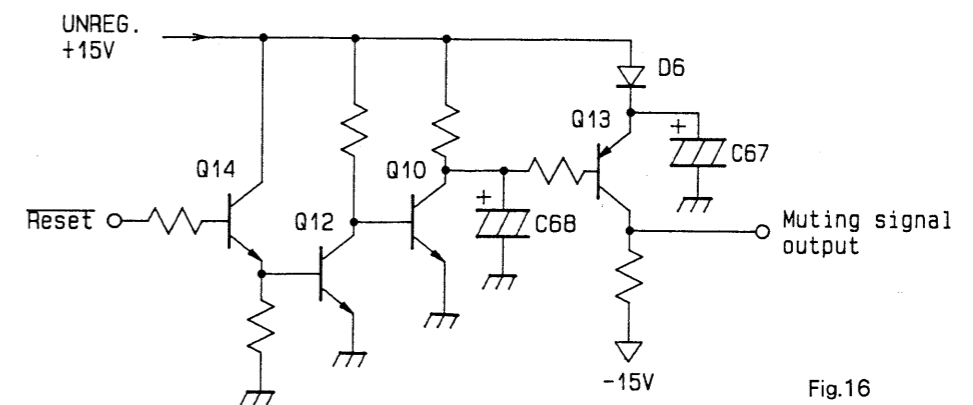 UNREG.
+15V
D6
Q13
+
C67
Q14
Q10
+
C68
Q12
Reset
Muting signal
output
-15V
Fig.16